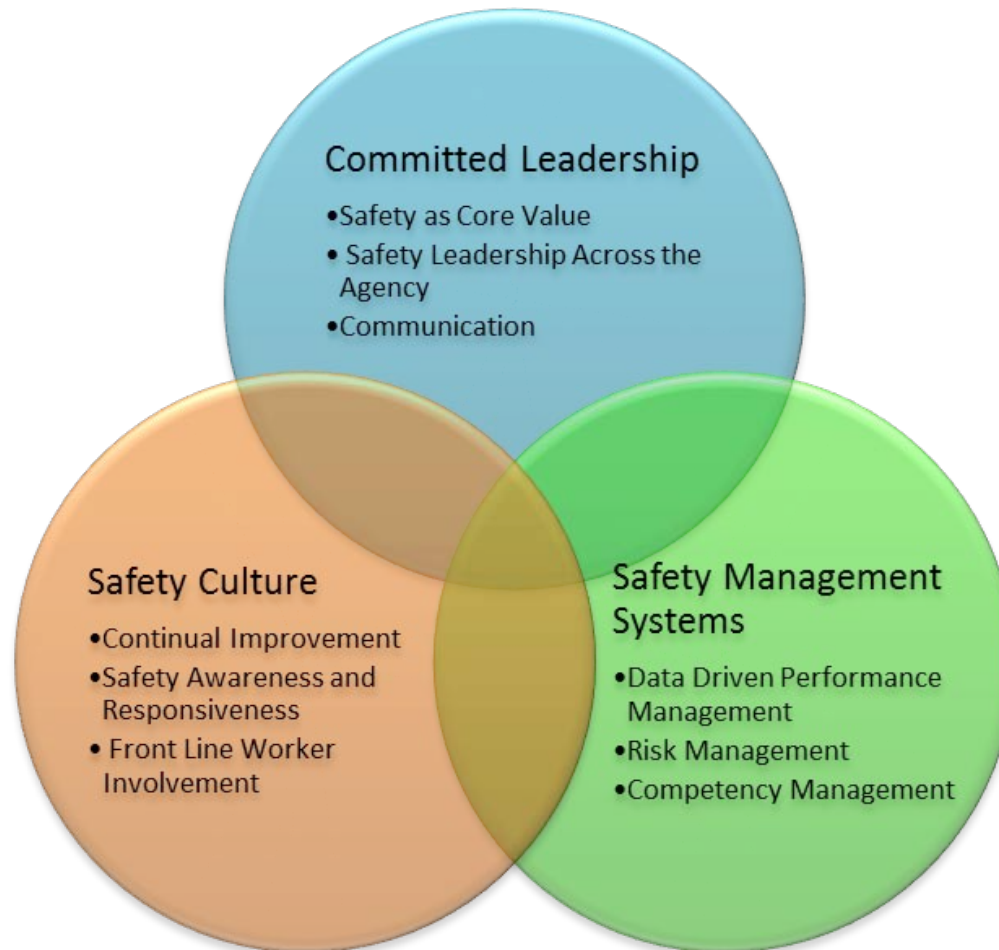 Committed Leadership
•Safety as Core Value
• Safety Leadership Across the
Agency
•Communication
Safety Culture
•Continual Improvement
•Safety Awareness and
Responsiveness
• Front Line Worker
Involvement
Safety Management
Systems
•Data Driven Performance
Management
•Risk Management
•Competency Management